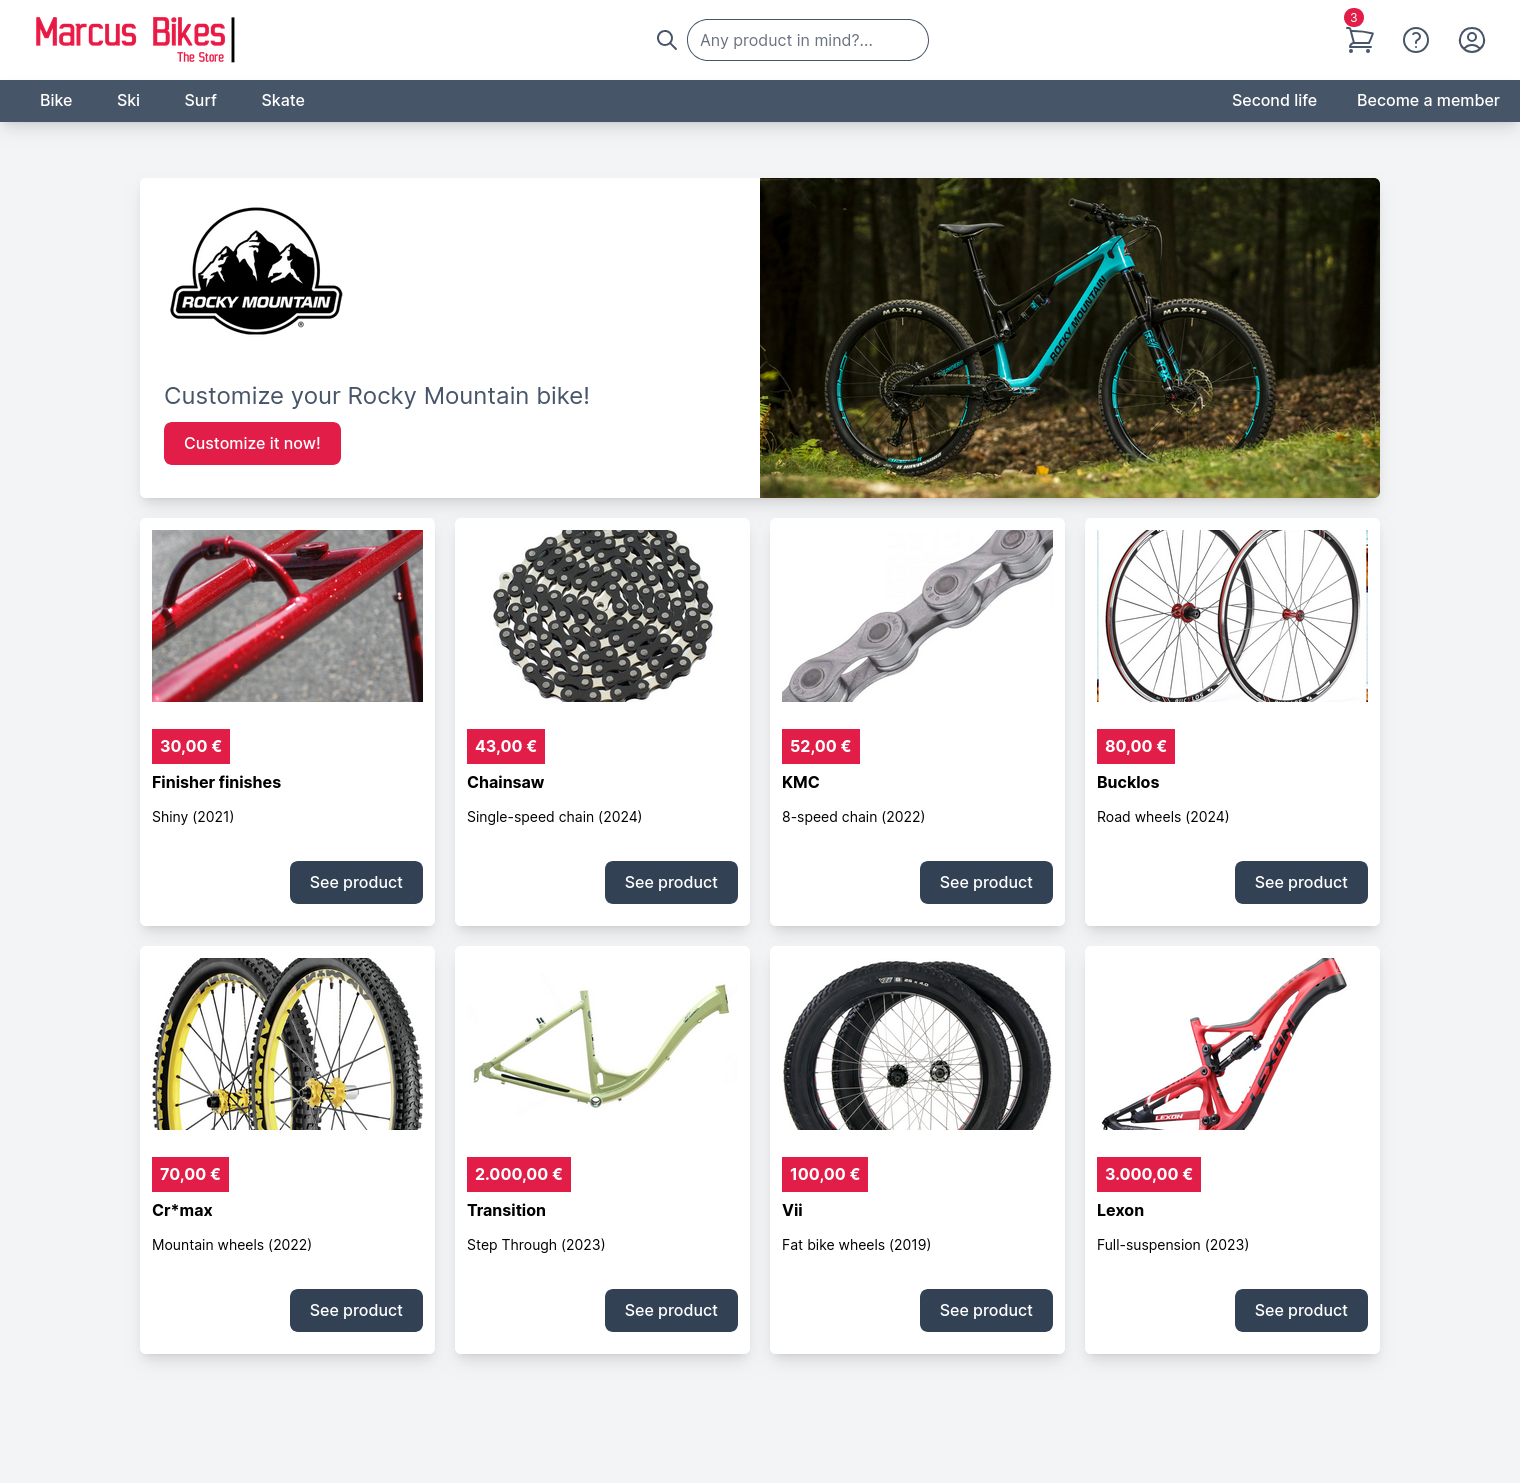 Marcus Bikes
The Store
Any product in mind?...
3
Bike
Ski
Surf
Skate
Second life
Become a member
ROCKY MOUNTAIN
®
Customize your Rocky Mountain bike!
Customize it now!
MAXXIS
MAXXIS
ROCKY MOUNTAIN
FOX
30,00 €
Finisher finishes
Shiny (2021)
See product
43,00 €
Chainsaw
Single-speed chain (2024)
See product
52,00 €
KMC
8-speed chain (2022)
See product
80,00 €
Bucklos
Road wheels (2024)
See product
70,00 €
Cr*max
Mountain wheels (2022)
See product
2.000,00 €
Transition
Step Through (2023)
See product
100,00 €
Vii
Fat bike wheels (2019)
See product
LEXON
LEXON
3.000,00 €
Lexon
Full-suspension (2023)
See product